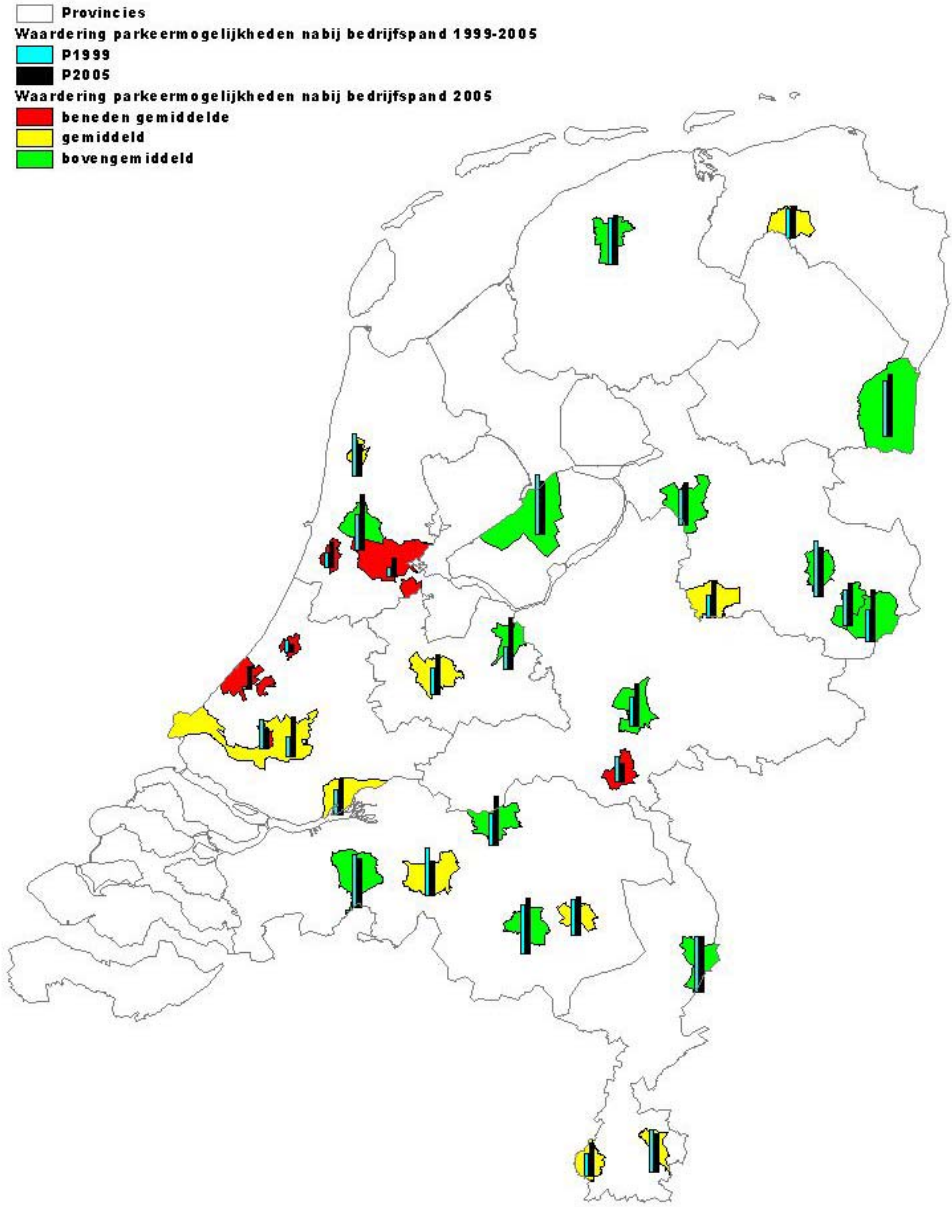 Provincies
Waardering parkeermogelijkheden nabij bedrijfspand 1999-2005
P1999
P2005
Waardering parkeermogelijkheden nabij bedrijfspand 2005
beneden gemiddelde
gemiddeld
bovengemiddeld